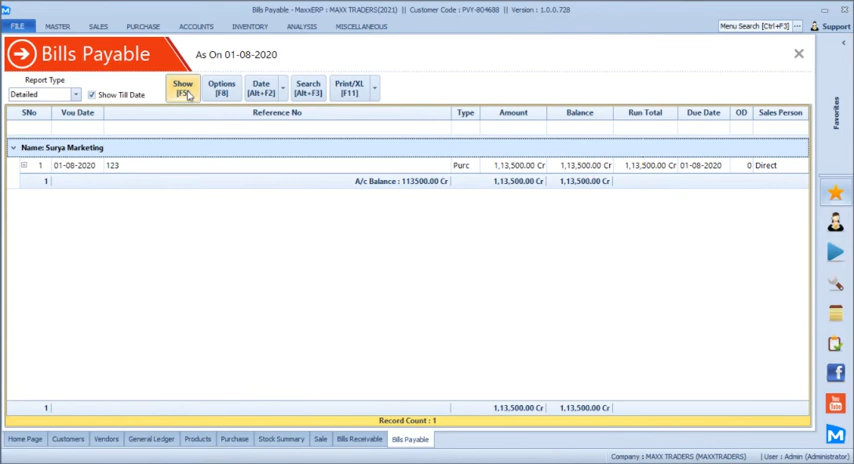 Bills Payable - MaxxERP : MAXX TRADERS(2021) || Customer Code : PVY-804688 || Version : 1.0.0.728
FILE MASTER SALES PURCHASE ACCOUNTS INVENTORY ANALYSIS MISCELLANEOUS Menu Search [Ctrl+F3] ... Support
Bills Payable As On 01-08-2020
Report Type
Detailed Show Till Date
Show [F5]
Options [F8]
Date [Alt+F2]
Search [Alt+F3]
Print/XL [F11]
Favorites
SNo Vou Date Reference No Type Amount Balance Run Total Due Date OD Sales Person
Name: Surya Marketing
1 01-08-2020 123 Purc 1,13,500.00 Cr 1,13,500.00 Cr 1,13,500.00 Cr 01-08-2020 0 Direct
1 A/c Balance : 113500.00 Cr 1,13,500.00 Cr 1,13,500.00 Cr
1 1,13,500.00 Cr 1,13,500.00 Cr
Record Count : 1
Home Page Customers Vendors General Ledger Products Purchase Stock Summary Sale Bills Receivable Bills Payable
Company : MAXX TRADERS (MAXXTRADERS) | User : Admin (Administrator)